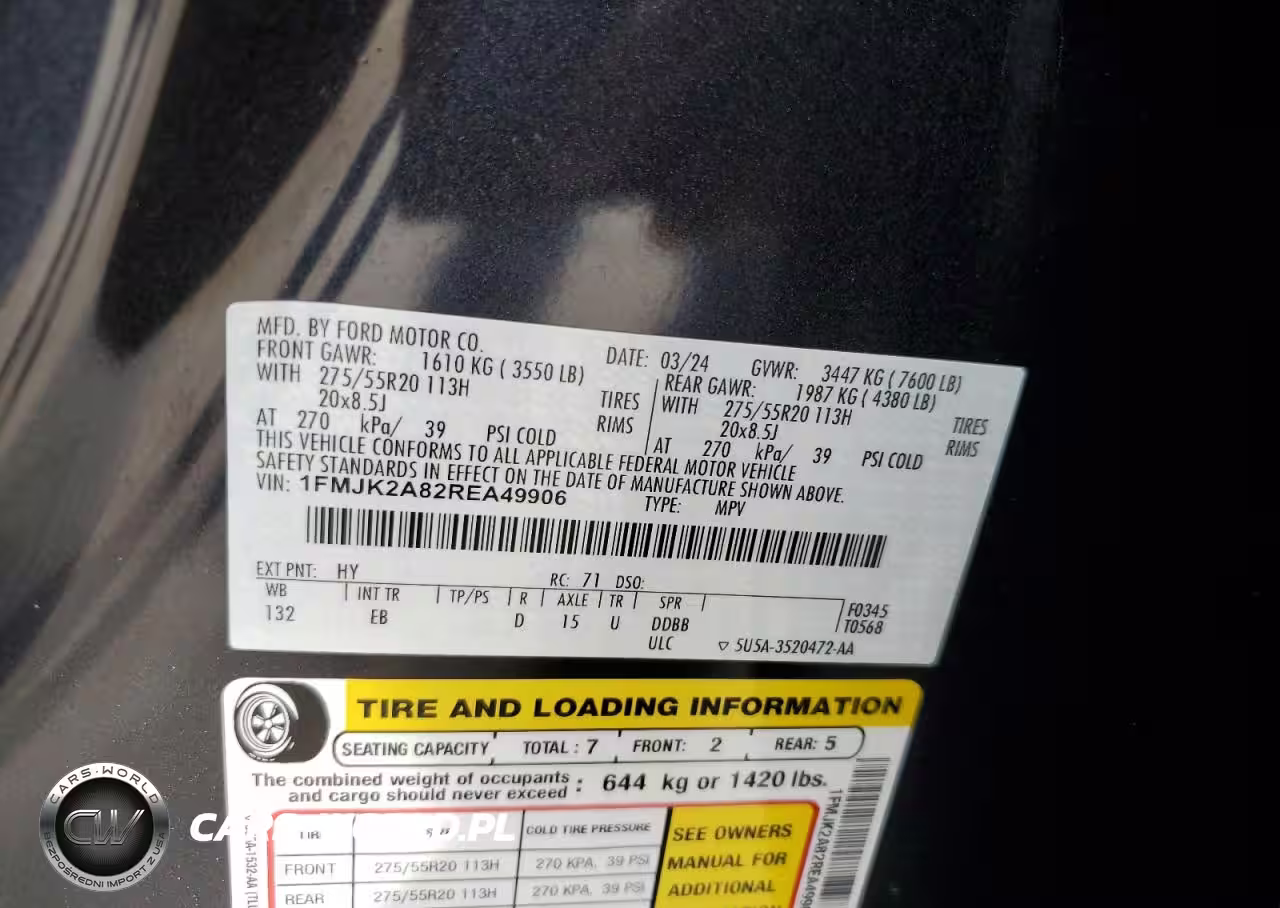 MFD. BY FORD MOTOR CO.
DATE: 03/24 GVWR: 3447 KG ( 7600 LB)
FRONT GAWR: 1610 KG ( 3550 LB)
REAR GAWR: 1987 KG ( 4380 LB)
WITH 275/55R20 113H TIRES
WITH 275/55R20 113H TIRES
20x8.5J RIMS
20x8.5J RIMS
AT 270 kPa/ 39 PSI COLD
AT 270 kPa/ 39 PSI COLD
THIS VEHICLE CONFORMS TO ALL APPLICABLE FEDERAL MOTOR VEHICLE
SAFETY STANDARDS IN EFFECT ON THE DATE OF MANUFACTURE SHOWN ABOVE.
VIN: 1FMJK2A82REA49906
TYPE: MPV
EXT PNT: HY RC: 71 DSO:
WB INT TR TP/PS R AXLE TR SPR
132 EB D 15 U DDBB
F0345
T0568
ULC ▽ 5U5A-3520472-AA
TIRE AND LOADING INFORMATION
SEATING CAPACITY TOTAL : 7 FRONT: 2 REAR: 5
The combined weight of occupants
and cargo should never exceed : 644 kg or 1420 lbs.
COLD TIRE PRESSURE
FRONT 275/55R20 113H 270 KPA, 39 PSI
REAR 275/55R20 113H 270 KPA, 39 PSI
SEE OWNERS
MANUAL FOR
ADDITIONAL
CARS-WORLD
CW
BEZPOŚREDNI IMPORT Z USA